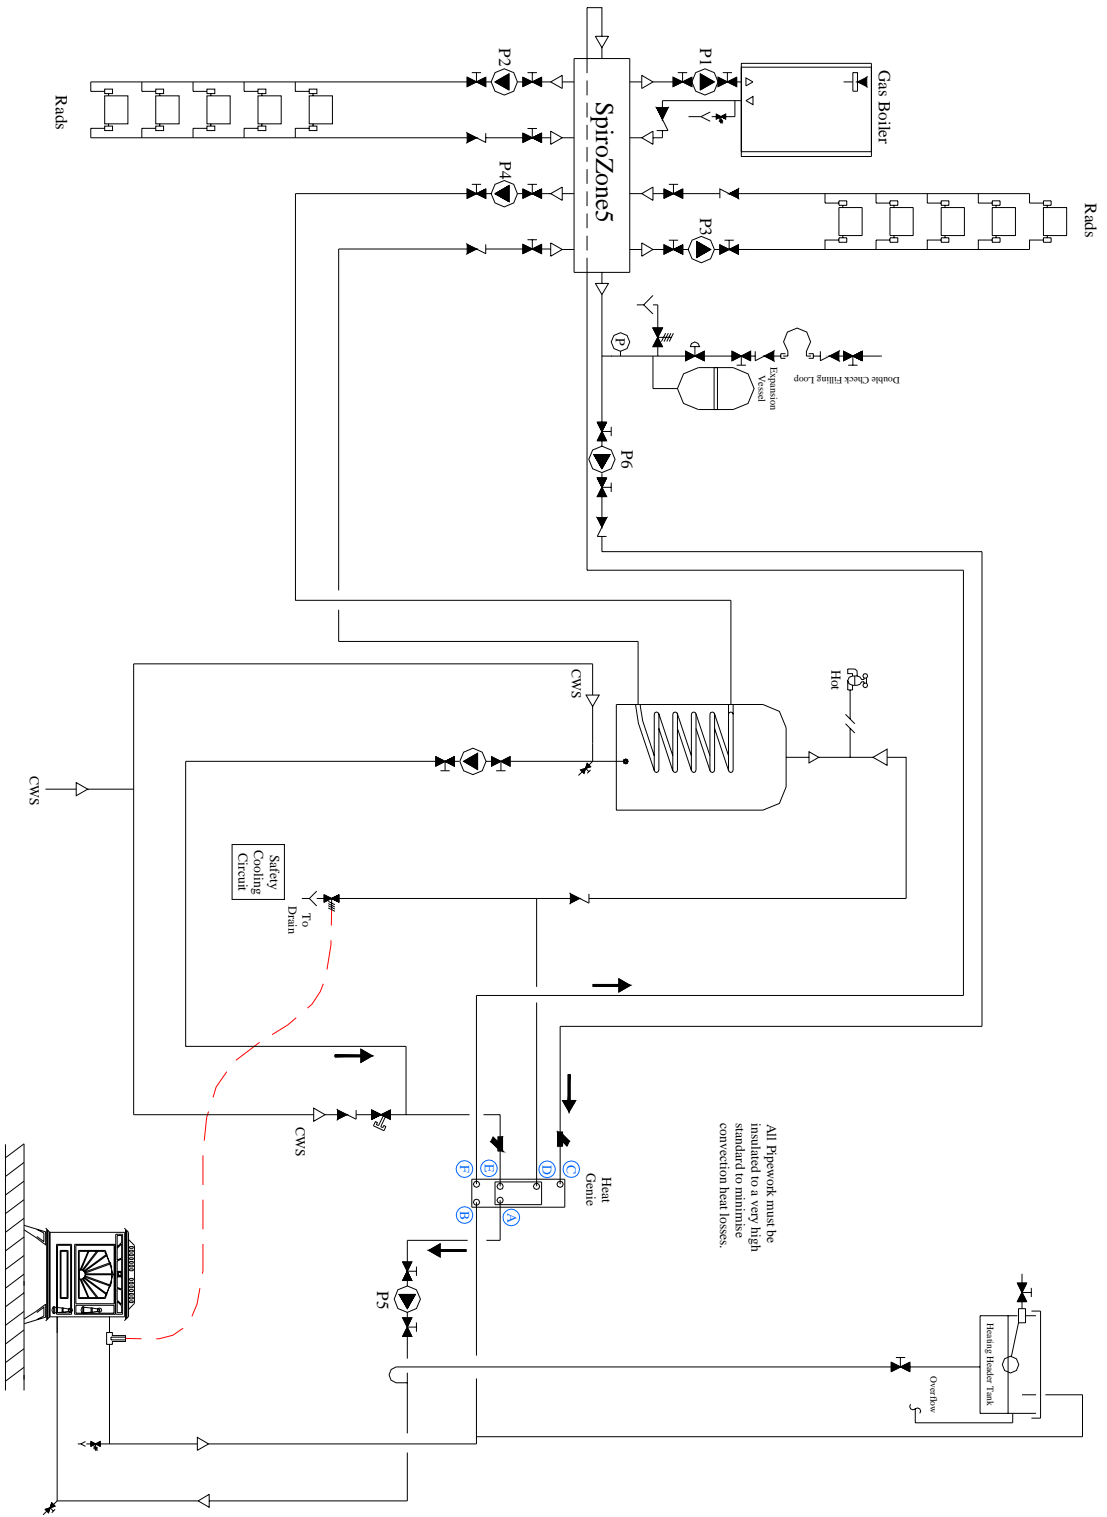 Gas Boiler
P1
P2
Rads
SpiroZone5
P4
P3
Rads
P
Double Check Filling Loop
Expansion
Vessel
P6
Hot
CWS
CWS
Safety
Cooling
Circuit
To
Drain
CWS
All Pipework must be
insulated to a very high
standard to minimise
convection heat losses.
Heat
Genie
C
D
E
F
A
B
P5
Heating Header Tank
Overflow